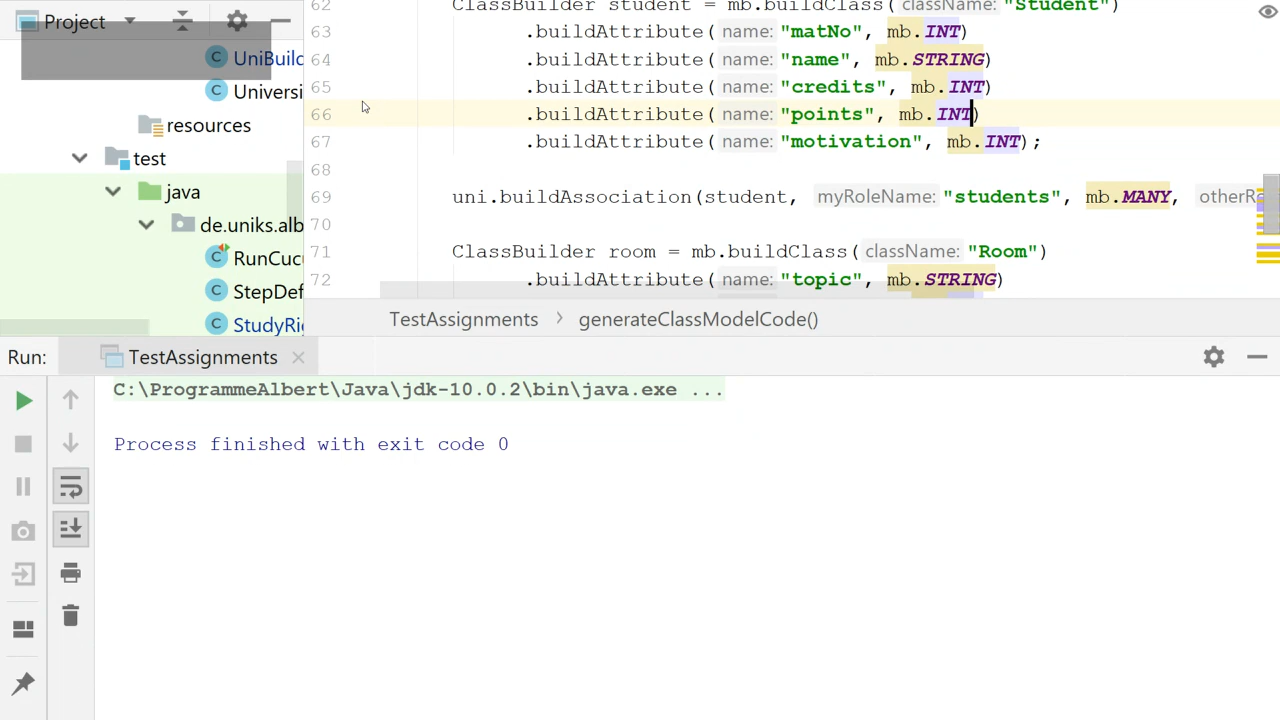 Project
UniBuild
Universi
resources
test
java
de.uniks.alb
RunCucu
StepDef
StudyRi
62 ClassBuilder student = mb.buildClass( className: "Student")
63 .buildAttribute( name: "matNo", mb.INT)
64 .buildAttribute( name: "name", mb.STRING)
65 .buildAttribute( name: "credits", mb.INT)
66 .buildAttribute( name: "points", mb.INT)
67 .buildAttribute( name: "motivation", mb.INT);
68
69 uni.buildAssociation(student, myRoleName: "students", mb.MANY, otherRo
70
71 ClassBuilder room = mb.buildClass( className: "Room")
72 .buildAttribute( name: "topic", mb.STRING)
TestAssignments > generateClassModelCode()
Run: TestAssignments
C:\ProgrammeAlbert\Java\jdk-10.0.2\bin\java.exe ...
Process finished with exit code 0